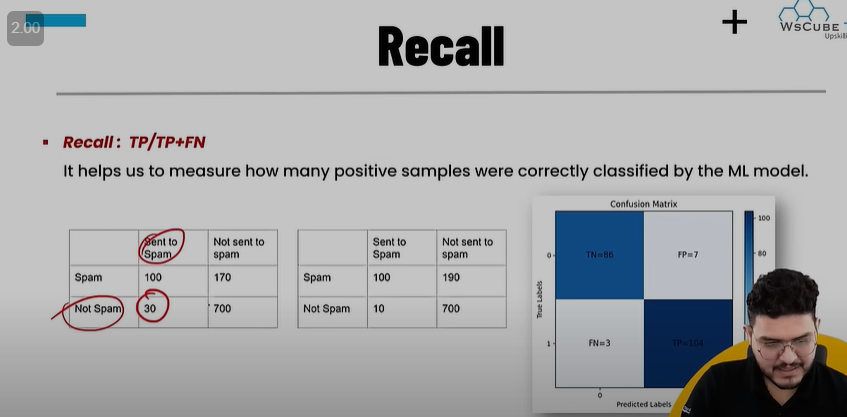 2.00
WsCube
Upskill
Recall
Recall : TP/TP+FN
It helps us to measure how many positive samples were correctly classified by the ML model.
Sent to Spam Not sent to spam
Spam 100 170
Not Spam 30 700
Sent to Spam Not sent to spam
Spam 100 190
Not Spam 10 700
Confusion Matrix
True Labels
0 TN=86 FP=7
1 FN=3 TP=104
0
Predicted Labels
100
80